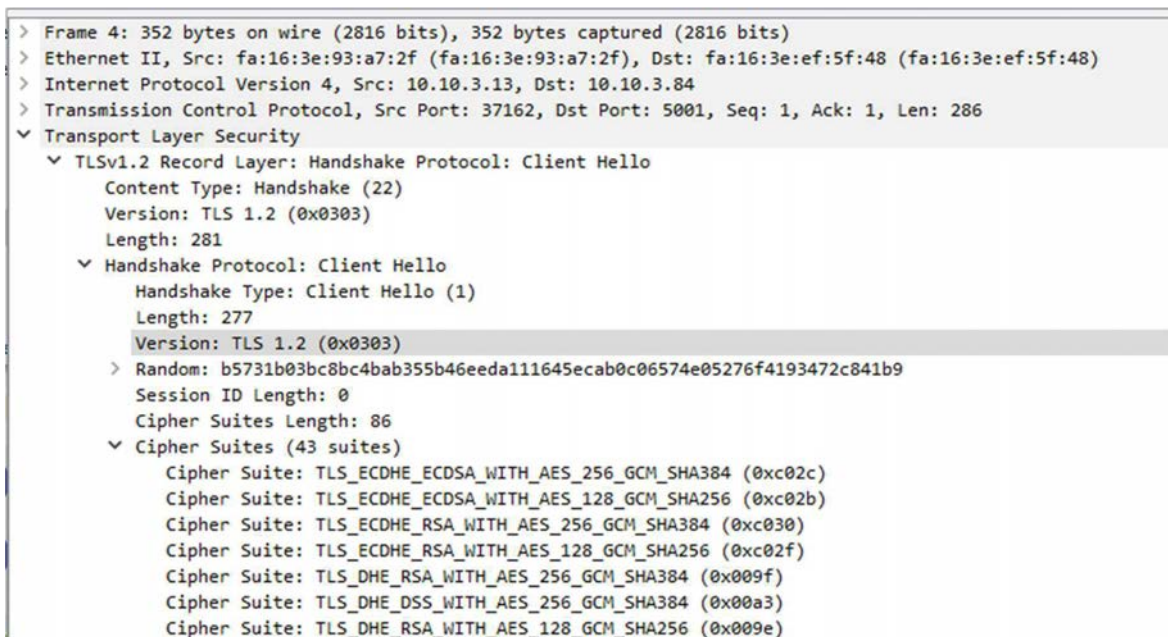 Frame 4: 352 bytes on wire (2816 bits), 352 bytes captured (2816 bits)
Ethernet II, Src: fa:16:3e:93:a7:2f (fa:16:3e:93:a7:2f), Dst: fa:16:3e:ef:5f:48 (fa:16:3e:ef:5f:48)
Internet Protocol Version 4, Src: 10.10.3.13, Dst: 10.10.3.84
Transmission Control Protocol, Src Port: 37162, Dst Port: 5001, Seq: 1, Ack: 1, Len: 286
Transport Layer Security
TLSv1.2 Record Layer: Handshake Protocol: Client Hello
Content Type: Handshake (22)
Version: TLS 1.2 (0x0303)
Length: 281
Handshake Protocol: Client Hello
Handshake Type: Client Hello (1)
Length: 277
Version: TLS 1.2 (0x0303)
Random: b5731b03bc8bc4bab355b46eeda111645ecab0c06574e05276f4193472c841b9
Session ID Length: 0
Cipher Suites Length: 86
Cipher Suites (43 suites)
Cipher Suite: TLS_ECDHE_ECDSA_WITH_AES_256_GCM_SHA384 (0xc02c)
Cipher Suite: TLS_ECDHE_ECDSA_WITH_AES_128_GCM_SHA256 (0xc02b)
Cipher Suite: TLS_ECDHE_RSA_WITH_AES_256_GCM_SHA384 (0xc030)
Cipher Suite: TLS_ECDHE_RSA_WITH_AES_128_GCM_SHA256 (0xc02f)
Cipher Suite: TLS_DHE_RSA_WITH_AES_256_GCM_SHA384 (0x009f)
Cipher Suite: TLS_DHE_DSS_WITH_AES_256_GCM_SHA384 (0x00a3)
Cipher Suite: TLS_DHE_RSA_WITH_AES_128_GCM_SHA256 (0x009e)